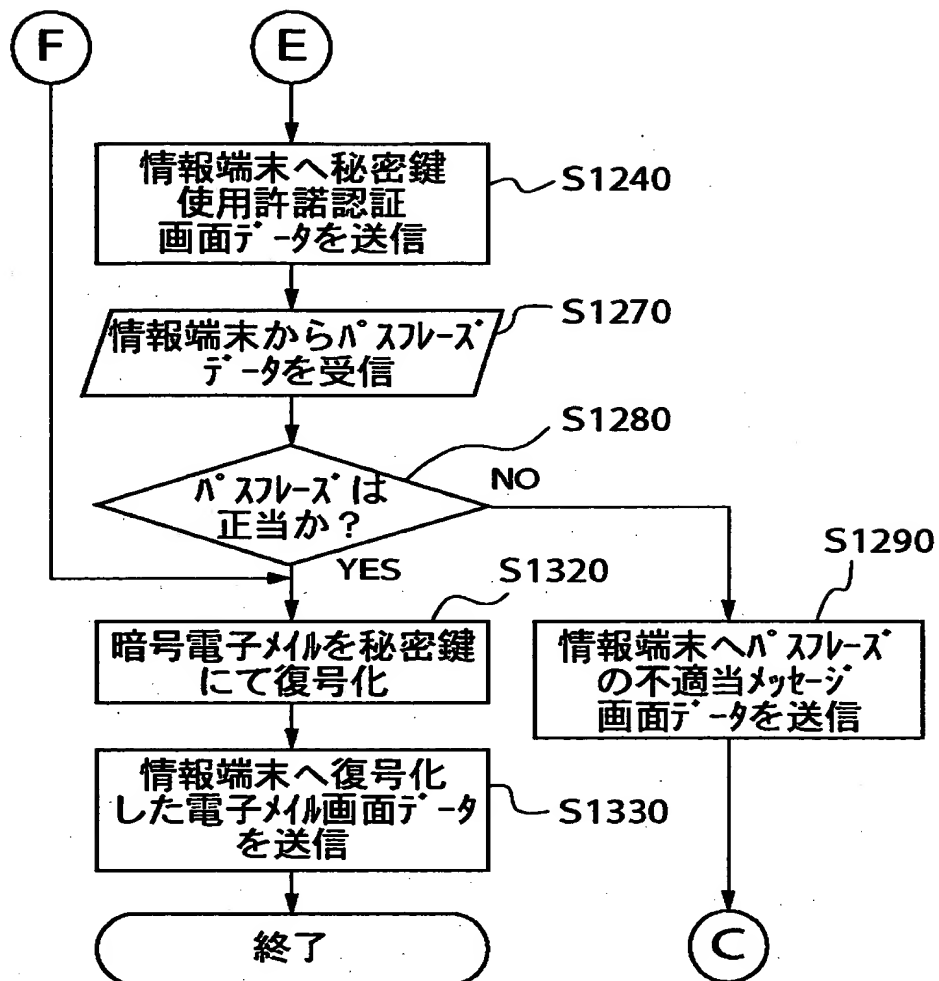 F
E
情報端末へ秘密鍵
使用許諾認証
画面ﾃﾞｰﾀを送信
S1240
情報端末からﾊﾟｽﾌﾚｰｽﾞ
ﾃﾞｰﾀを受信
S1270
ﾊﾟｽﾌﾚｰｽﾞは
正当か？
S1280
NO
YES
暗号電子ﾒｲﾙを秘密鍵
にて復号化
S1320
情報端末へﾊﾟｽﾌﾚｰｽﾞ
の不適当ﾒｯｾｰｼﾞ
画面ﾃﾞｰﾀを送信
S1290
情報端末へ復号化
した電子ﾒｲﾙ画面ﾃﾞｰﾀ
を送信
S1330
終了
C